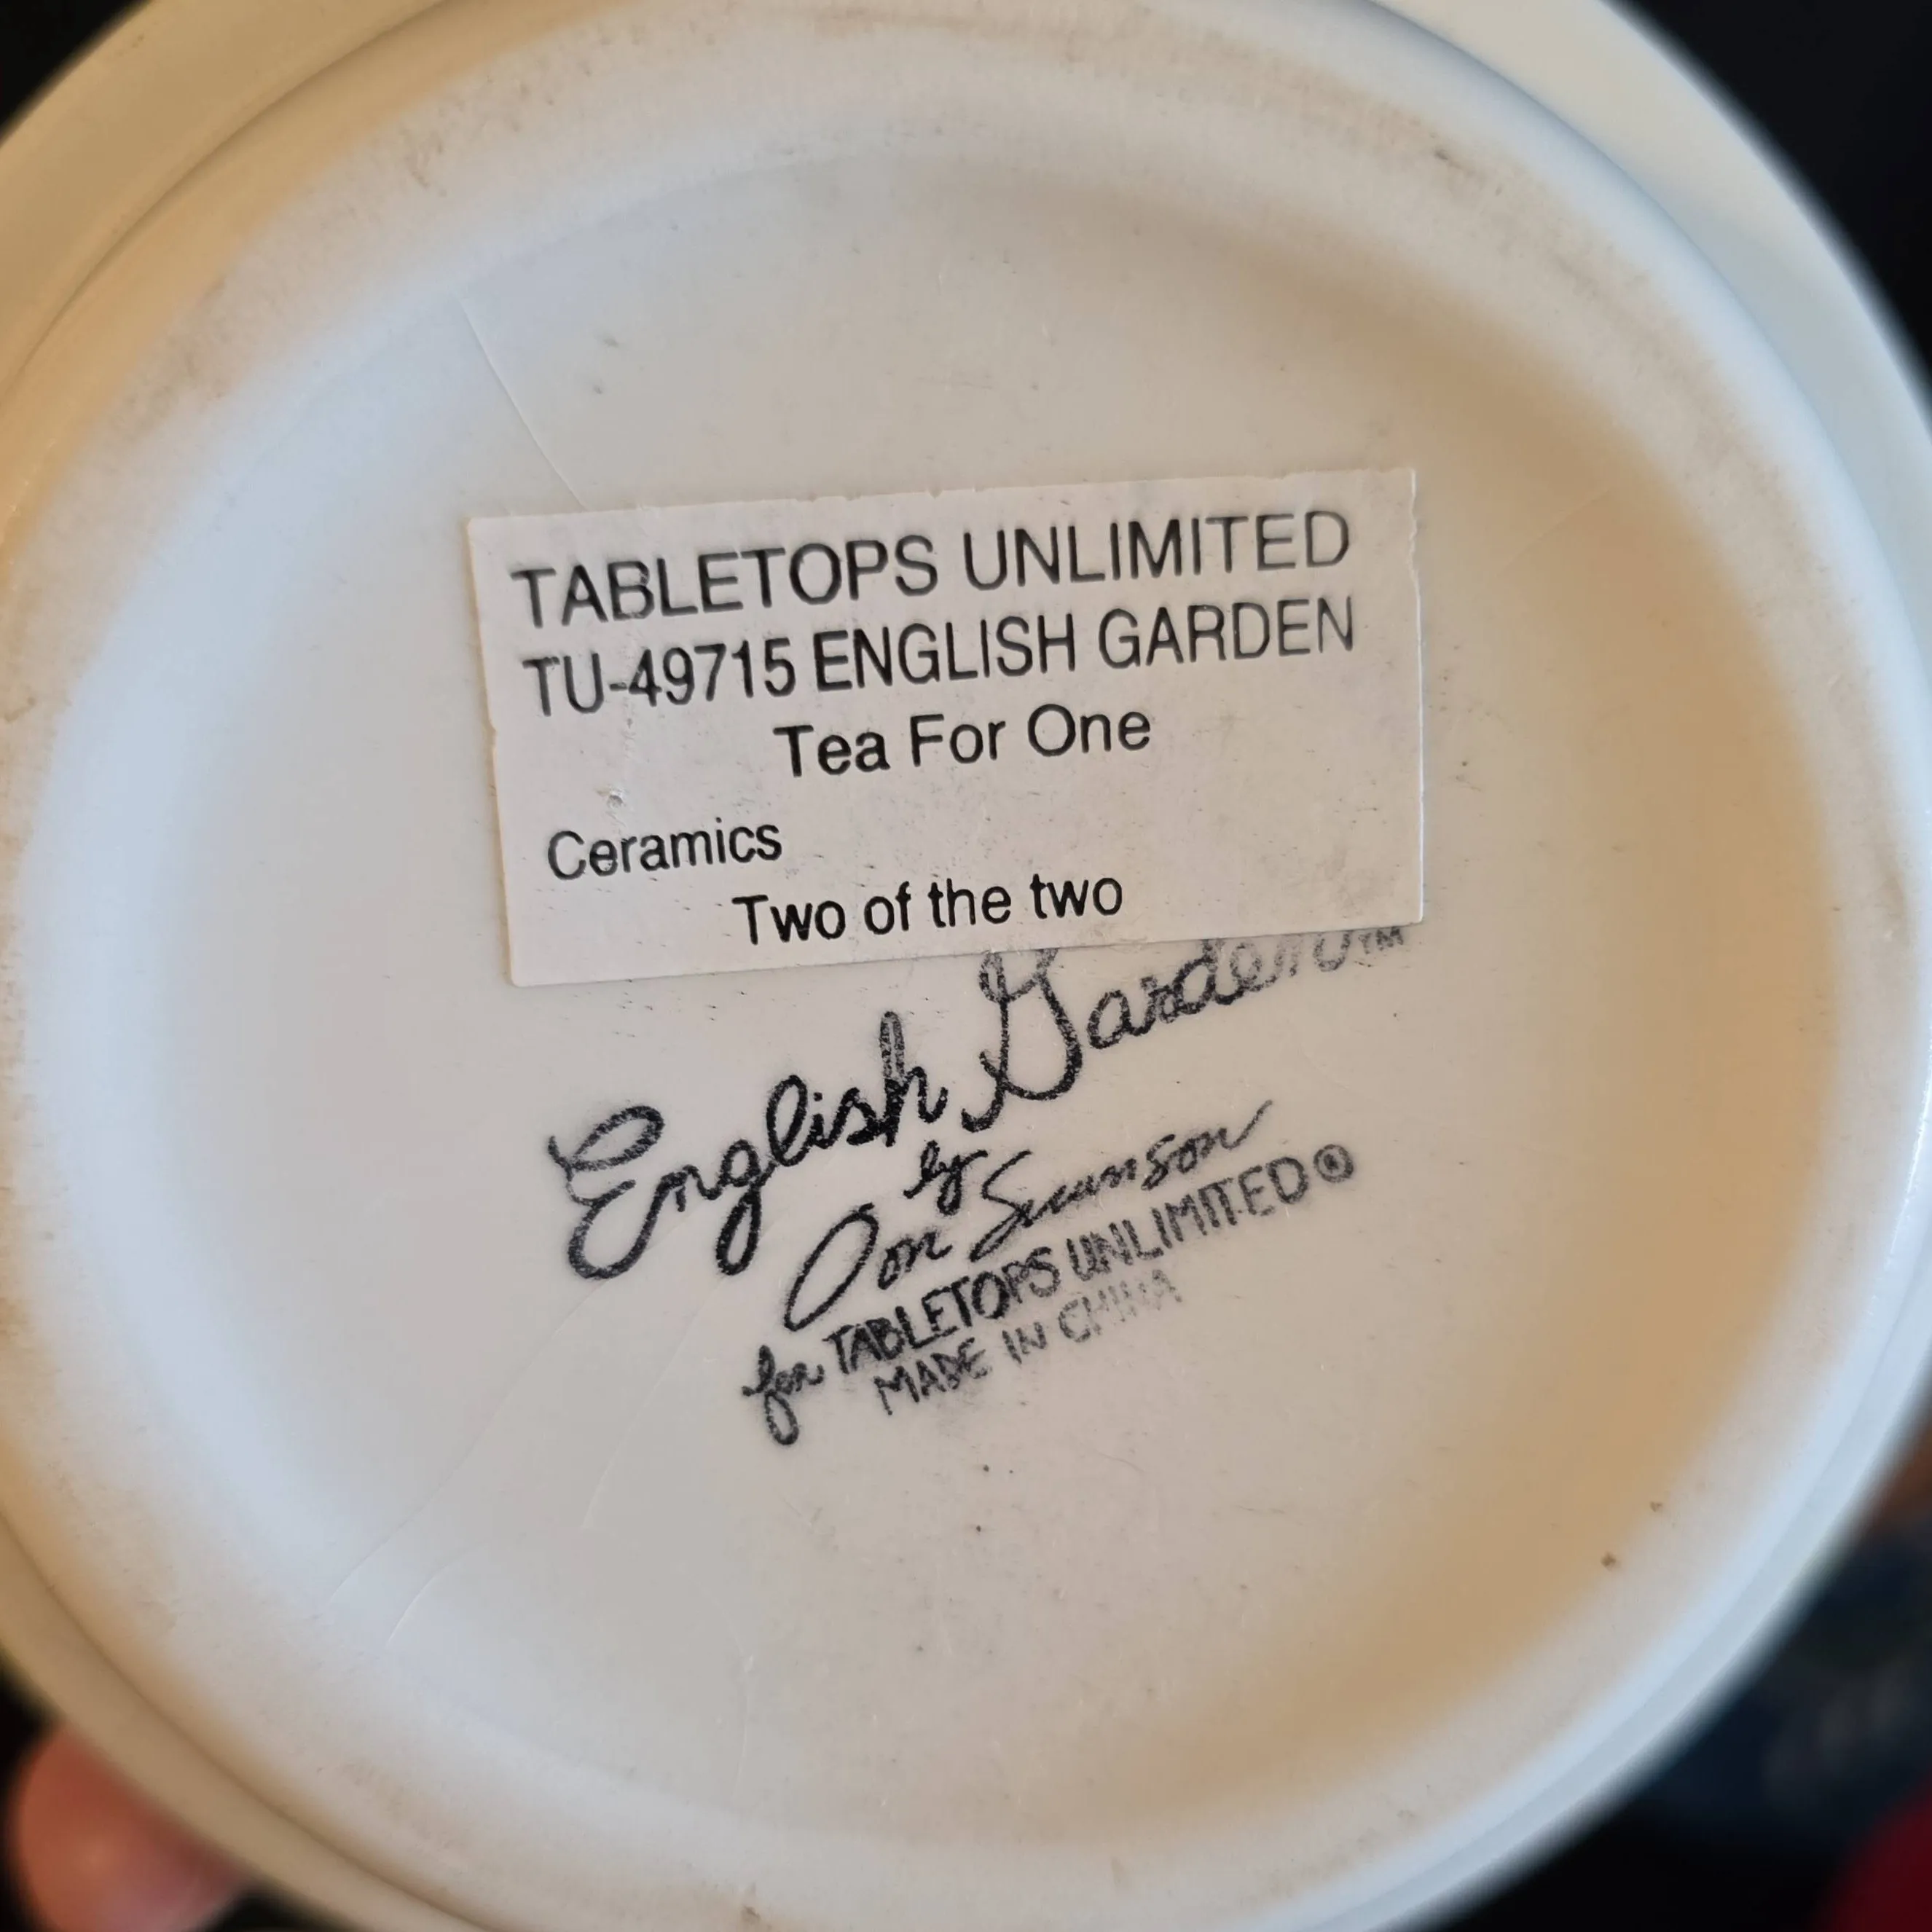 TABLETOPS UNLIMITED
TU-49715 ENGLISH GARDEN
Tea For One
Ceramics
Two of the two
English Garden™
by
Jon Swanson
for TABLETOPS UNLIMITED®
MADE IN CHINA